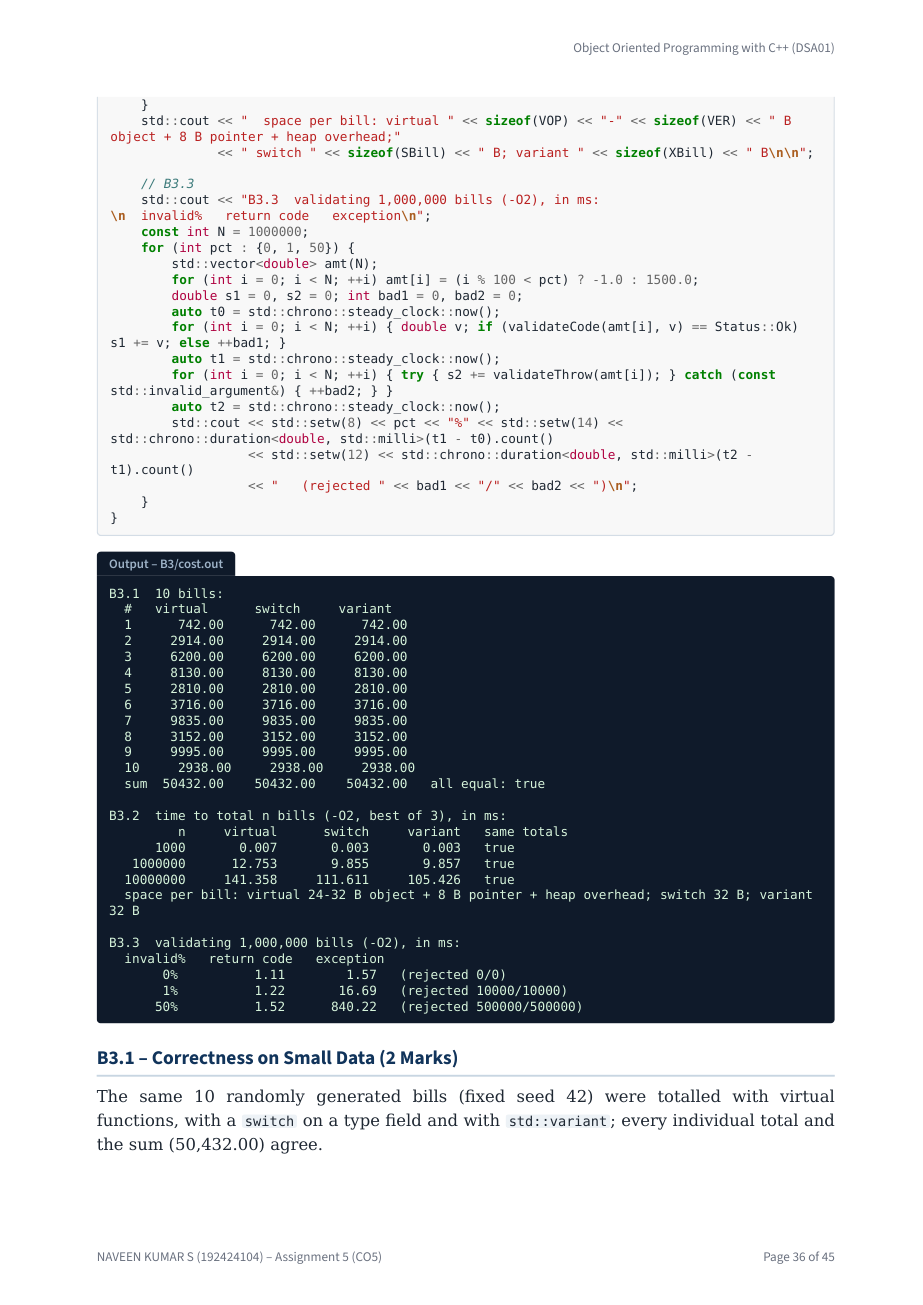 Object Oriented Programming with C++ (DSA01)
    }
    std::cout << "  space per bill: virtual " << sizeof(VOP) << "-" << sizeof(VER) << " B
object + 8 B pointer + heap overhead;"
              << " switch " << sizeof(SBill) << " B; variant " << sizeof(XBill) << " B\n\n";

    // B3.3
    std::cout << "B3.3  validating 1,000,000 bills (-O2), in ms:
\n  invalid%   return code   exception\n";
    const int N = 1000000;
    for (int pct : {0, 1, 50}) {
        std::vector<double> amt(N);
        for (int i = 0; i < N; ++i) amt[i] = (i % 100 < pct) ? -1.0 : 1500.0;
        double s1 = 0, s2 = 0; int bad1 = 0, bad2 = 0;
        auto t0 = std::chrono::steady_clock::now();
        for (int i = 0; i < N; ++i) { double v; if (validateCode(amt[i], v) == Status::Ok)
s1 += v; else ++bad1; }
        auto t1 = std::chrono::steady_clock::now();
        for (int i = 0; i < N; ++i) { try { s2 += validateThrow(amt[i]); } catch (const
std::invalid_argument&) { ++bad2; } }
        auto t2 = std::chrono::steady_clock::now();
        std::cout << std::setw(8) << pct << "%" << std::setw(14) <<
std::chrono::duration<double, std::milli>(t1 - t0).count()
                  << std::setw(12) << std::chrono::duration<double, std::milli>(t2 -
t1).count()
                  << "   (rejected " << bad1 << "/" << bad2 << ")\n";
    }
}
Output – B3/cost.out
B3.1  10 bills:
  #   virtual      switch     variant
  1      742.00      742.00     742.00
  2     2914.00     2914.00    2914.00
  3     6200.00     6200.00    6200.00
  4     8130.00     8130.00    8130.00
  5     2810.00     2810.00    2810.00
  6     3716.00     3716.00    3716.00
  7     9835.00     9835.00    9835.00
  8     3152.00     3152.00    3152.00
  9     9995.00     9995.00    9995.00
  10     2938.00     2938.00    2938.00
  sum  50432.00    50432.00    50432.00   all equal: true

B3.2  time to total n bills (-O2, best of 3), in ms:
         n     virtual      switch     variant   same totals
      1000       0.007       0.003       0.003   true
   1000000      12.753       9.855       9.857   true
  10000000     141.358     111.611     105.426   true
  space per bill: virtual 24-32 B object + 8 B pointer + heap overhead; switch 32 B; variant
32 B

B3.3  validating 1,000,000 bills (-O2), in ms:
  invalid%   return code   exception
       0%          1.11        1.57   (rejected 0/0)
       1%          1.22       16.69   (rejected 10000/10000)
      50%          1.52      840.22   (rejected 500000/500000)
B3.1 – Correctness on Small Data (2 Marks)
The same 10 randomly generated bills (fixed seed 42) were totalled with virtual
functions, with a switch on a type field and with std::variant; every individual total and
the sum (50,432.00) agree.
NAVEEN KUMAR S (192424104) – Assignment 5 (CO5)
Page 36 of 45